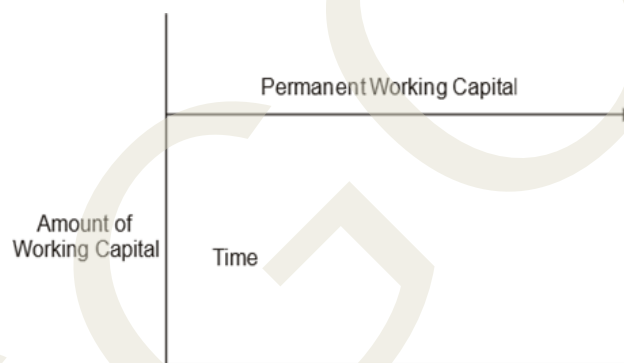 Permanent Working Capital
Amount of
Working Capital
Time